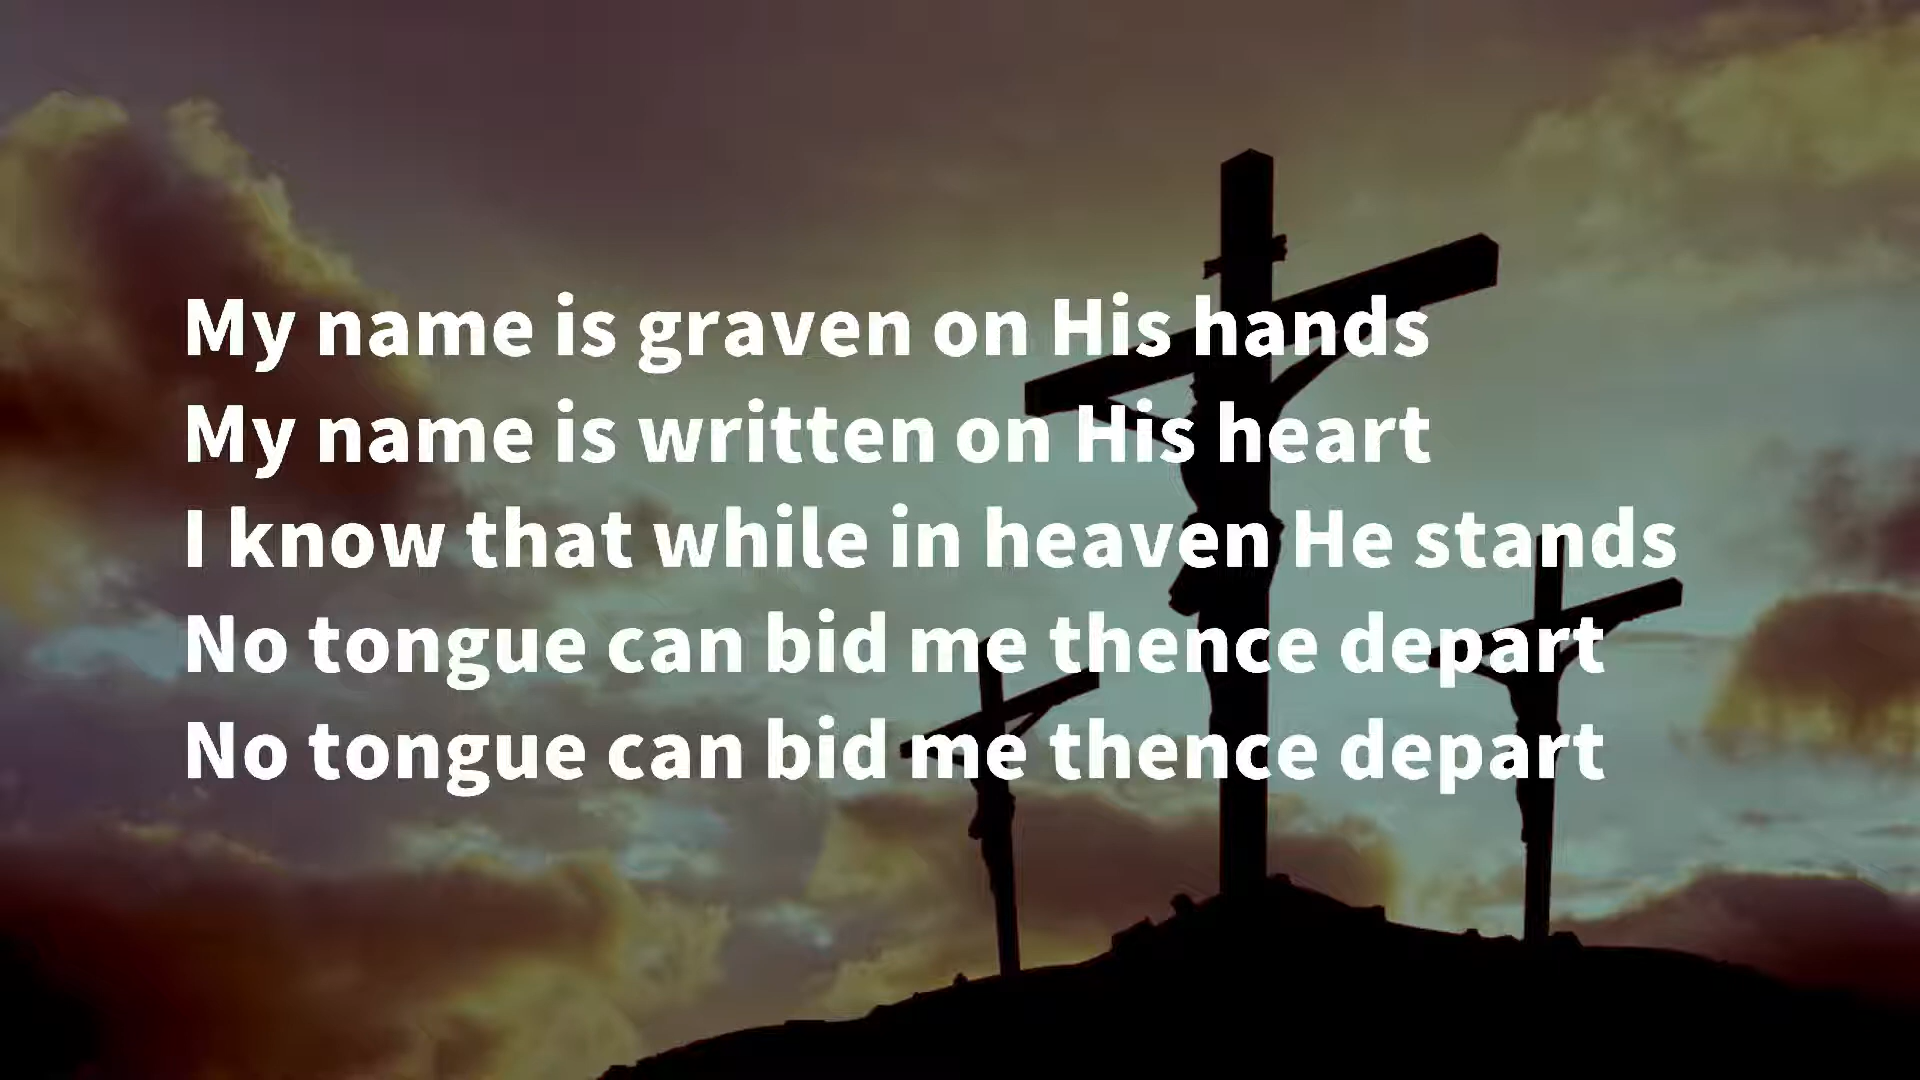 My name is graven on His hands
My name is written on His heart
I know that while in heaven He stands
No tongue can bid me thence depart
No tongue can bid me thence depart